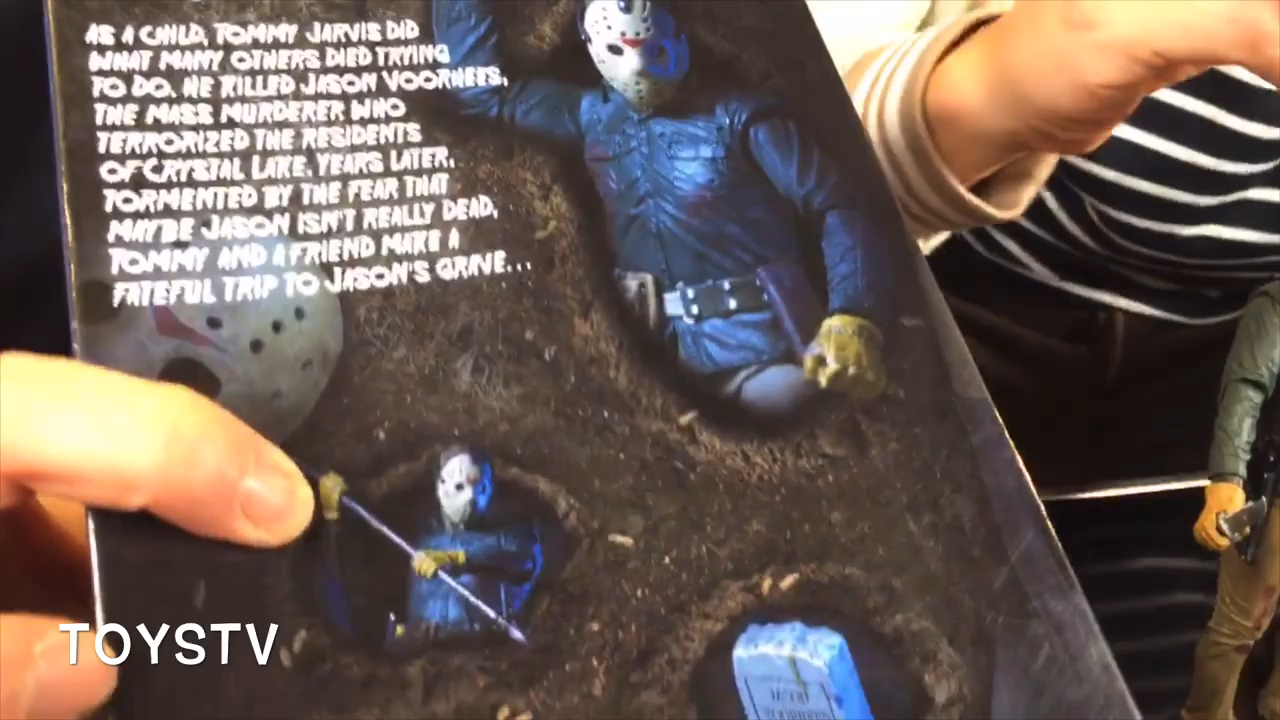 AS A CHILD, TOMMY JARVIS DID
WHAT MANY OTHERS DIED TRYING
TO DO. HE KILLED JASON VOORHEES,
THE MASS MURDERER WHO
TERRORIZED THE RESIDENTS
OF CRYSTAL LAKE. YEARS LATER,
TORMENTED BY THE FEAR THAT
MAYBE JASON ISN'T REALLY DEAD,
TOMMY AND A FRIEND MAKE A
FATEFUL TRIP TO JASON'S GRAVE...
JASON
VOORHEES
TOYSTV